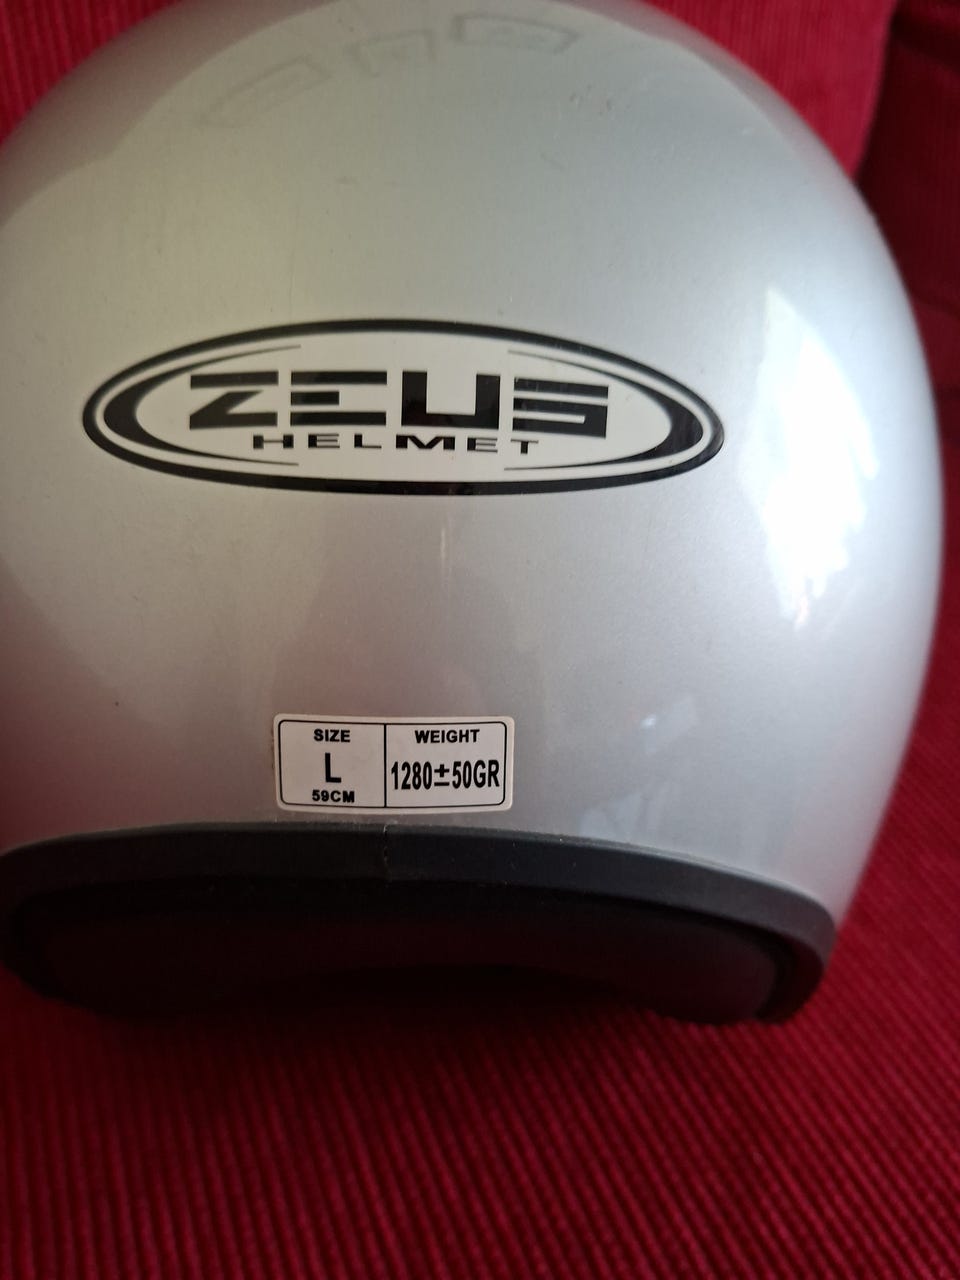 ZEUS
HELMET
SIZE
L
59CM
WEIGHT
1280±50GR